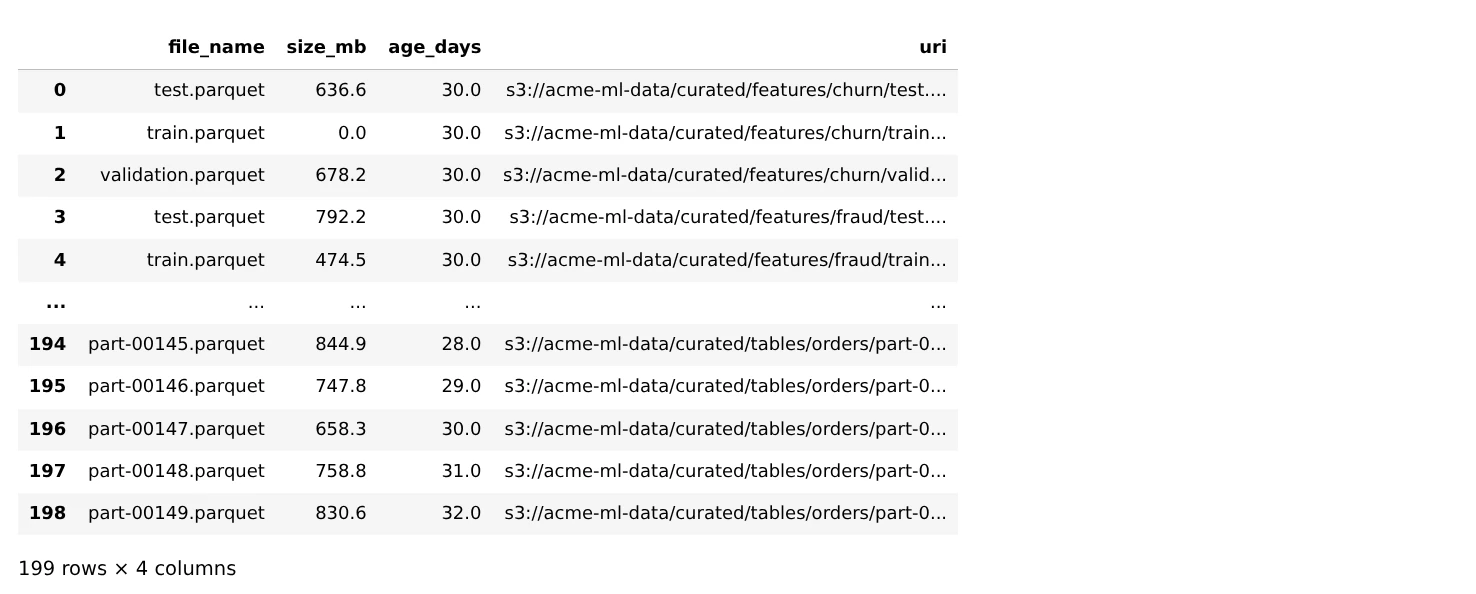 file_name size_mb age_days uri
0 test.parquet 636.6 30.0 s3://acme-ml-data/curated/features/churn/test....
1 train.parquet 0.0 30.0 s3://acme-ml-data/curated/features/churn/train...
2 validation.parquet 678.2 30.0 s3://acme-ml-data/curated/features/churn/valid...
3 test.parquet 792.2 30.0 s3://acme-ml-data/curated/features/fraud/test....
4 train.parquet 474.5 30.0 s3://acme-ml-data/curated/features/fraud/train...
... ... ... ... ...
194 part-00145.parquet 844.9 28.0 s3://acme-ml-data/curated/tables/orders/part-0...
195 part-00146.parquet 747.8 29.0 s3://acme-ml-data/curated/tables/orders/part-0...
196 part-00147.parquet 658.3 30.0 s3://acme-ml-data/curated/tables/orders/part-0...
197 part-00148.parquet 758.8 31.0 s3://acme-ml-data/curated/tables/orders/part-0...
198 part-00149.parquet 830.6 32.0 s3://acme-ml-data/curated/tables/orders/part-0...
199 rows × 4 columns